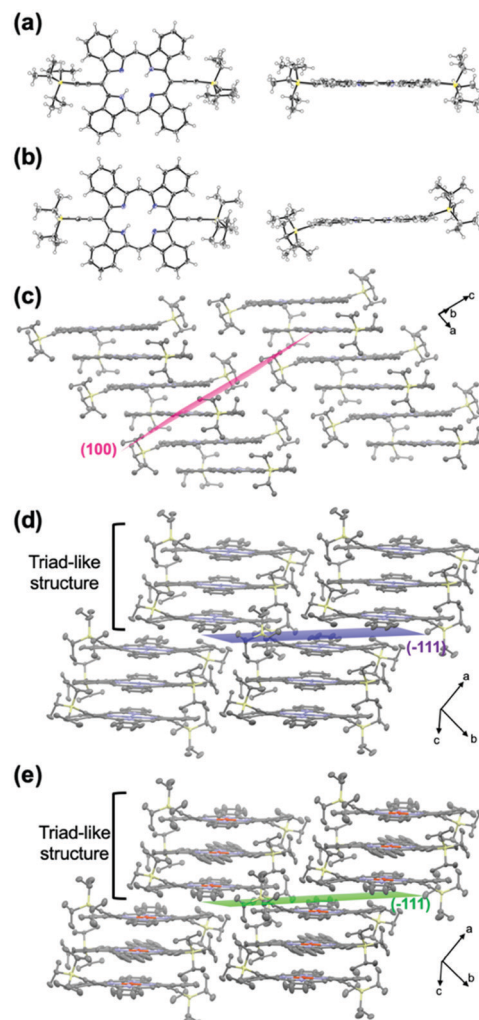 (a)
(b)
(c)
c
b
a
(100)
(d)
Triad-like
structure
(-111)
a
c
b
(e)
Triad-like
structure
(-111)
a
c
b